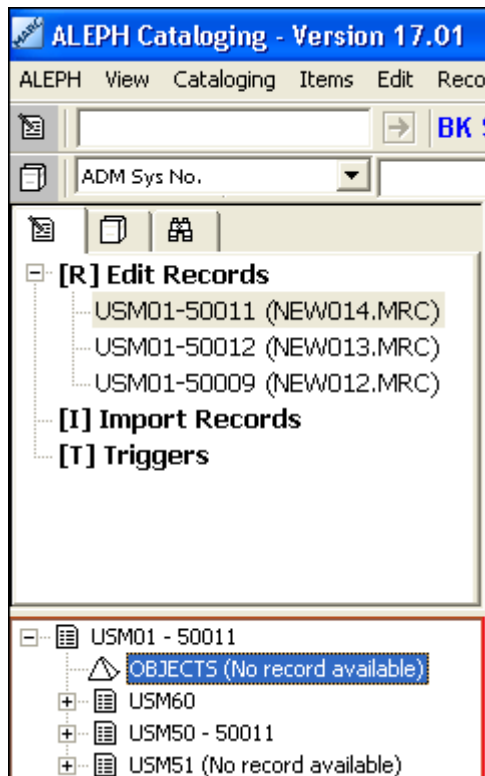 MARC
ALEPH Cataloging - Version 17.01
ALEPH View Cataloging Items Edit Reco
BK
ADM Sys No.
[R] Edit Records
USM01-50011 (NEW014.MRC)
USM01-50012 (NEW013.MRC)
USM01-50009 (NEW012.MRC)
[I] Import Records
[T] Triggers
USM01 - 50011
OBJECTS (No record available)
USM60
USM50 - 50011
USM51 (No record available)